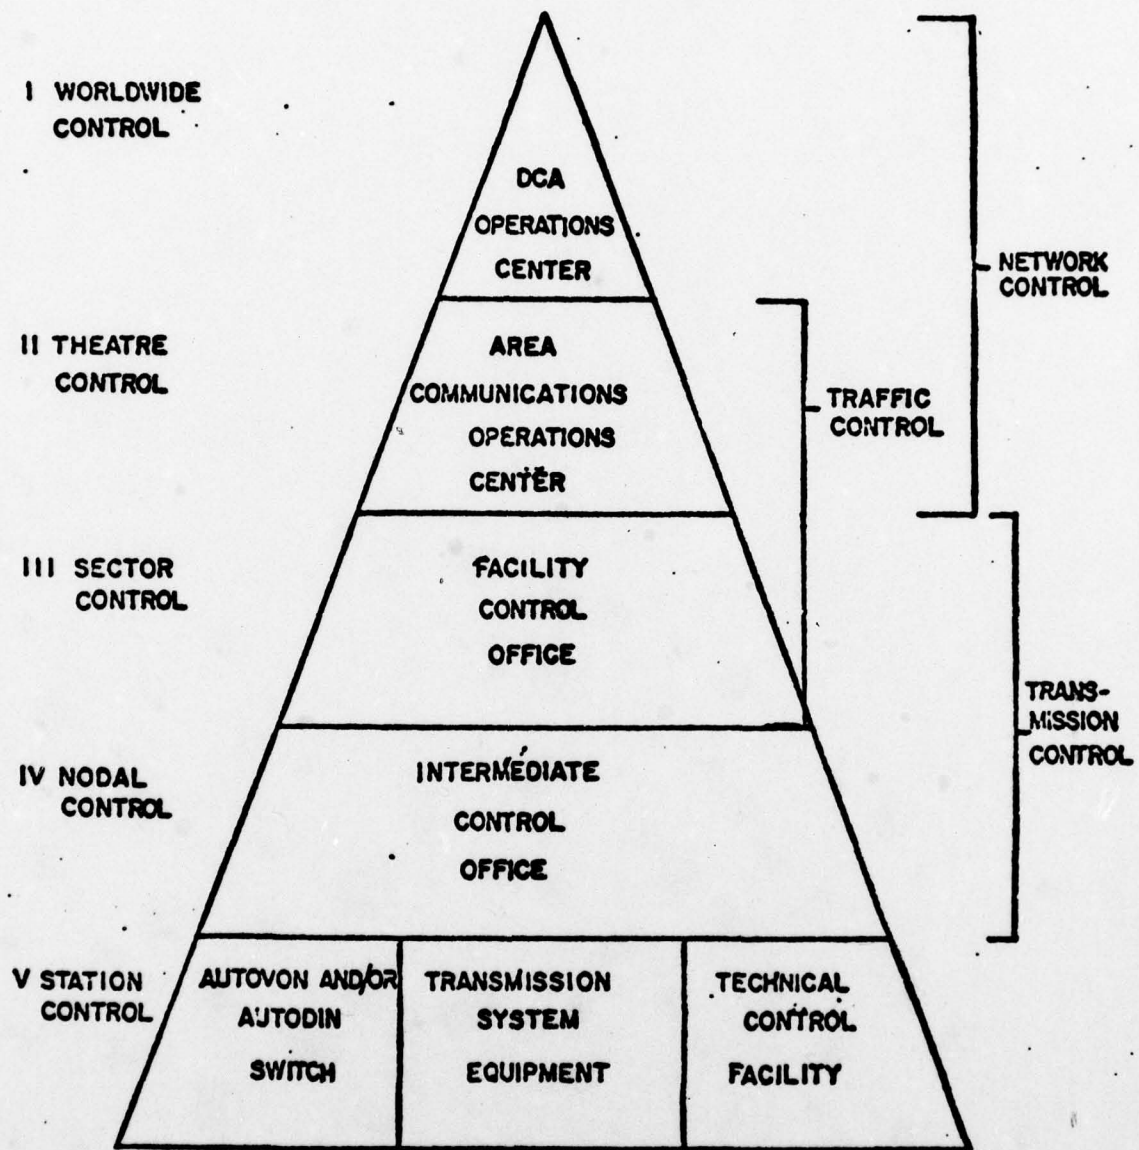 I WORLDWIDE
CONTROL
DCA
OPERATIONS
CENTER
NETWORK
CONTROL
II THEATRE
CONTROL
AREA
COMMUNICATIONS
OPERATIONS
CENTER
TRAFFIC
CONTROL
III SECTOR
CONTROL
FACILITY
CONTROL
OFFICE
TRANS-
MISSION
CONTROL
IV NODAL
CONTROL
INTERMEDIATE
CONTROL
OFFICE
V STATION
CONTROL
AUTOVON AND/OR
AUTODIN
SWITCH
TRANSMISSION
SYSTEM
EQUIPMENT
TECHNICAL
CONTROL
FACILITY